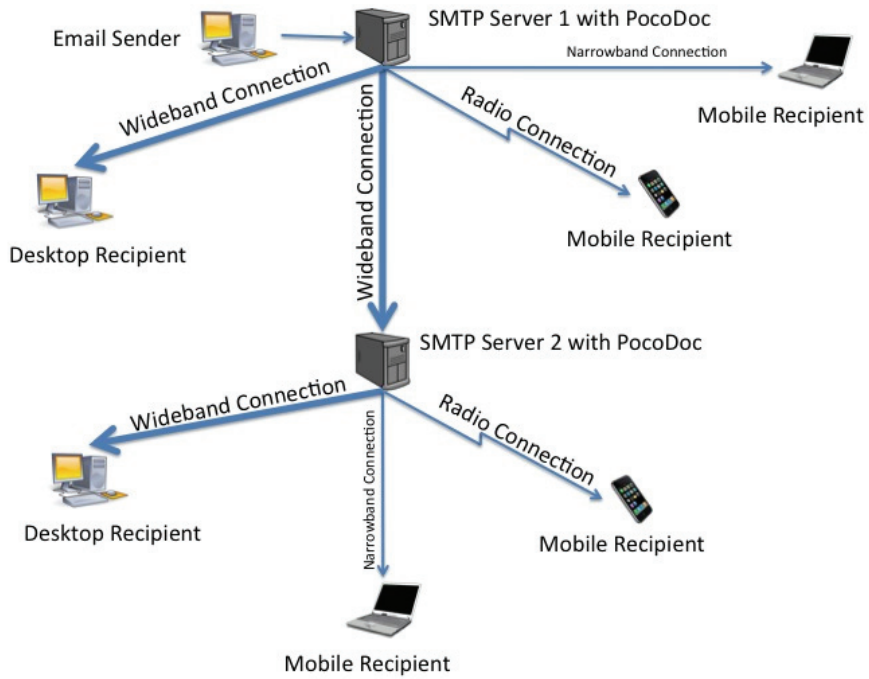 SMTP Server 1 with PocoDoc
Email Sender
Narrowband Connection
Wideband Connection
Radio Connection
Mobile Recipient
Wideband Connection
Desktop Recipient
Mobile Recipient
SMTP Server 2 with PocoDoc
Wideband Connection
Radio Connection
Narrowband Connection
Desktop Recipient
Mobile Recipient
Mobile Recipient